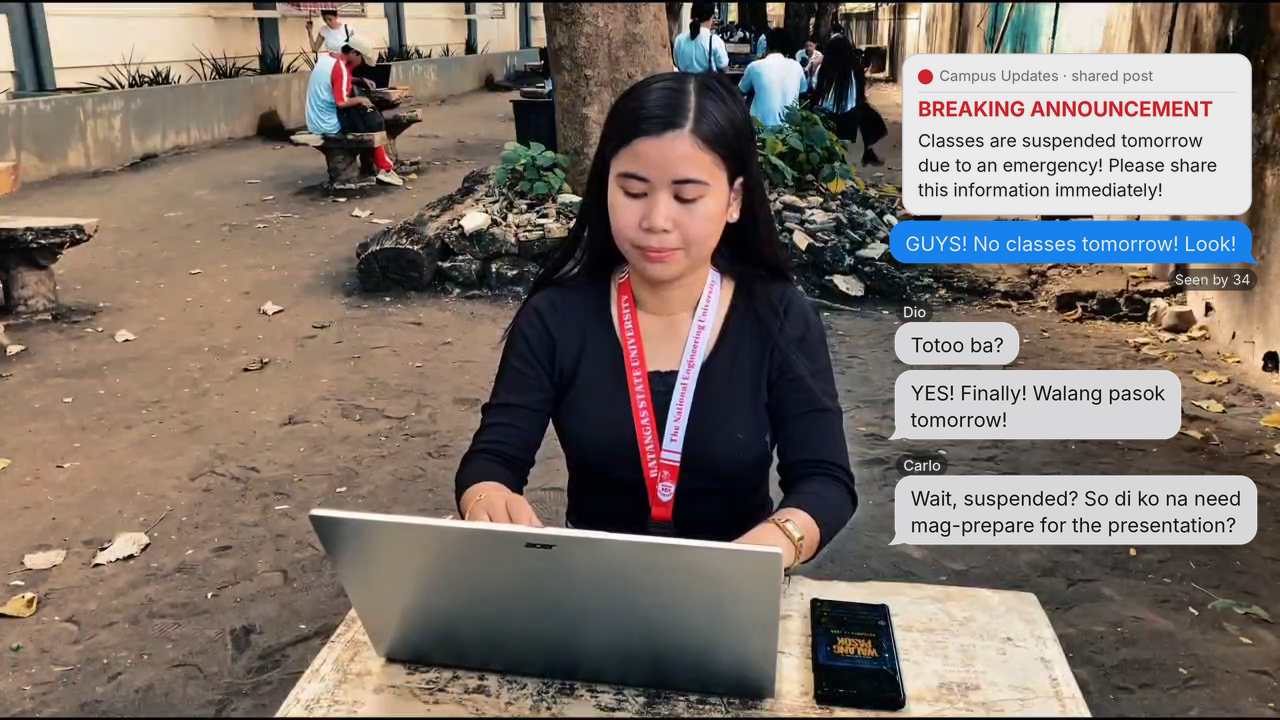 Campus Updates · shared post
BREAKING ANNOUNCEMENT
Classes are suspended tomorrow
due to an emergency! Please share
this information immediately!
GUYS! No classes tomorrow! Look!
Seen by 34
Dio
Totoo ba?
YES! Finally! Walang pasok
tomorrow!
Carlo
Wait, suspended? So di ko na need
mag-prepare for the presentation?
BATANGAS STATE UNIVERSITY
The National Engineering University
acer
WALANG
PASOK